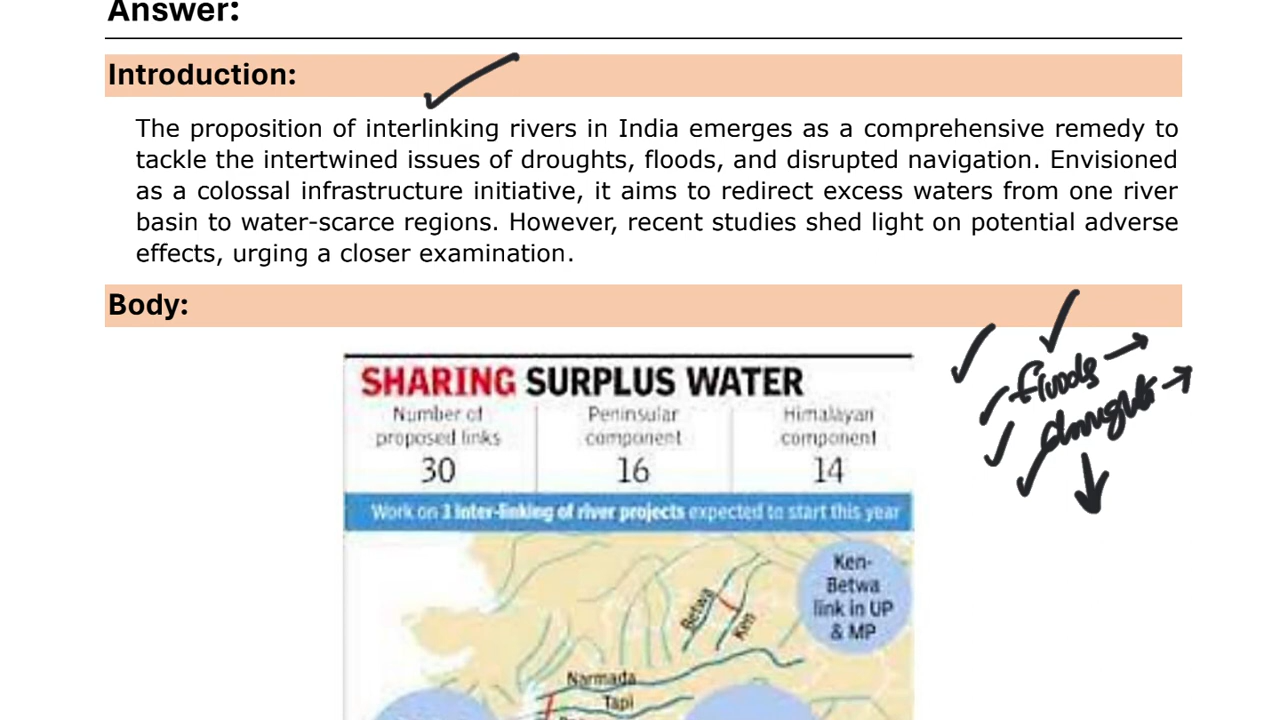 Answer:
Introduction:
The proposition of interlinking rivers in India emerges as a comprehensive remedy to
tackle the intertwined issues of droughts, floods, and disrupted navigation. Envisioned
as a colossal infrastructure initiative, it aims to redirect excess waters from one river
basin to water-scarce regions. However, recent studies shed light on potential adverse
effects, urging a closer examination.
Body:
floods
droughts
SHARING SURPLUS WATER
Number of
proposed links
30
Peninsular
component
16
Himalayan
component
14
Work on 3 inter-linking of river projects expected to start this year
Ken-
Betwa
link in UP
& MP
Betwa
Ken
Narmada
Tapi